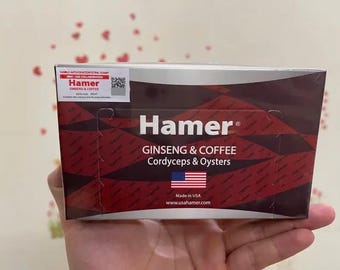 Hamer
GINSENG & COFFEE
Hamer®
GINSENG & COFFEE
Cordyceps & Oysters
Made in USA
www.usahamer.com